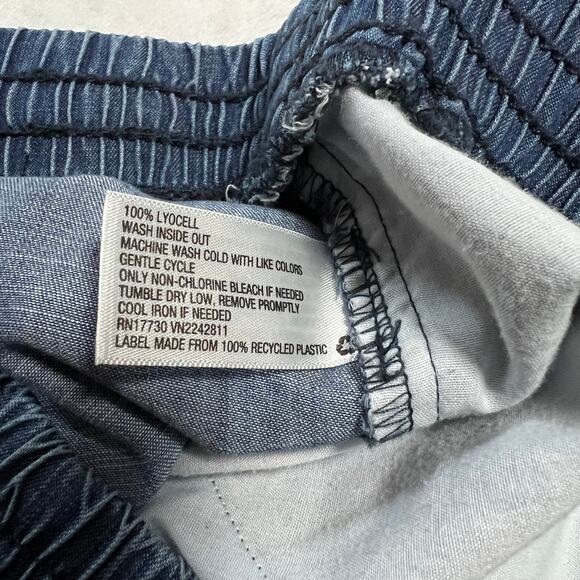 100% LYOCELL
WASH INSIDE OUT
MACHINE WASH COLD WITH LIKE COLORS
GENTLE CYCLE
ONLY NON-CHLORINE BLEACH IF NEEDED
TUMBLE DRY LOW, REMOVE PROMPTLY
COOL IRON IF NEEDED
RN17730 VN2242811
LABEL MADE FROM 100% RECYCLED PLASTIC